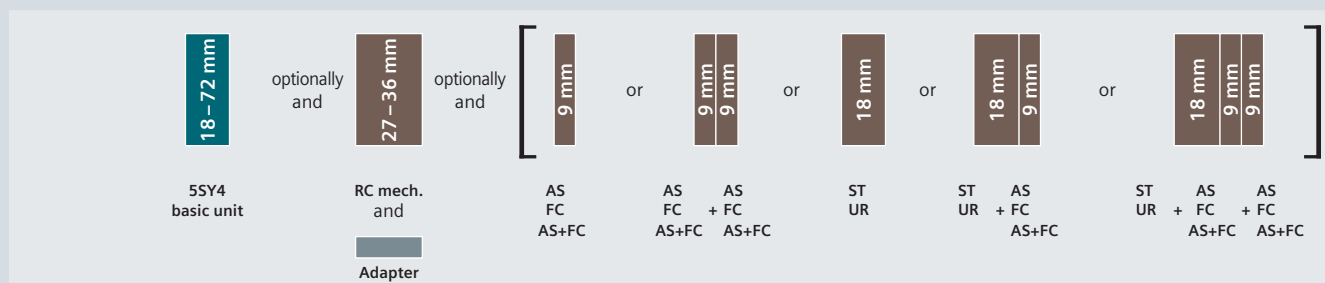 18–72 mm
optionally
and
27–36 mm
optionally
and
9 mm
or
9 mm
9 mm
or
18 mm
or
18 mm
9 mm
or
18 mm
9 mm
9 mm
5SY4
basic unit
RC mech.
and
Adapter
AS
FC
AS+FC
AS AS
FC + FC
AS+FC AS+FC
ST
UR
ST AS
UR + FC
AS+FC
ST AS AS
UR + FC + FC
AS+FC AS+FC